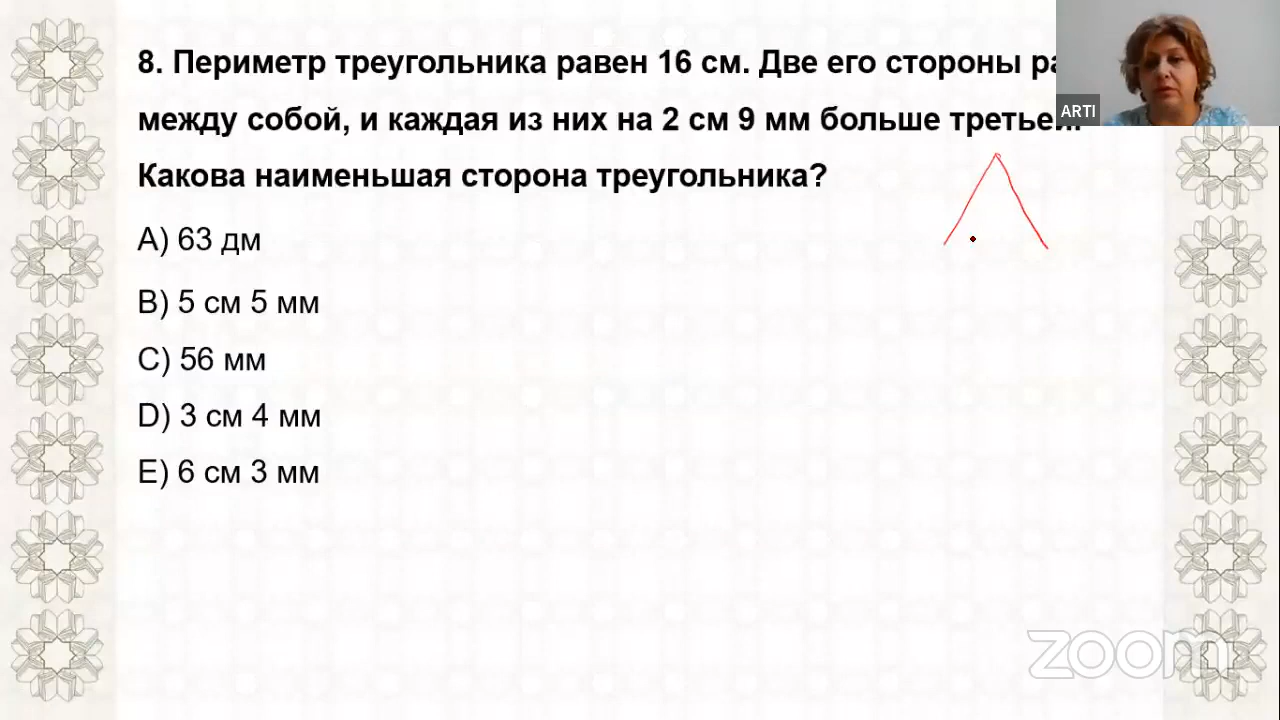 8. Периметр треугольника равен 16 см. Две его стороны
между собой, и каждая из них на 2 см 9 мм больше третьей.
Какова наименьшая сторона треугольника?
A) 63 дм
B) 5 см 5 мм
C) 56 мм
D) 3 см 4 мм
E) 6 см 3 мм
ARTI
zoom